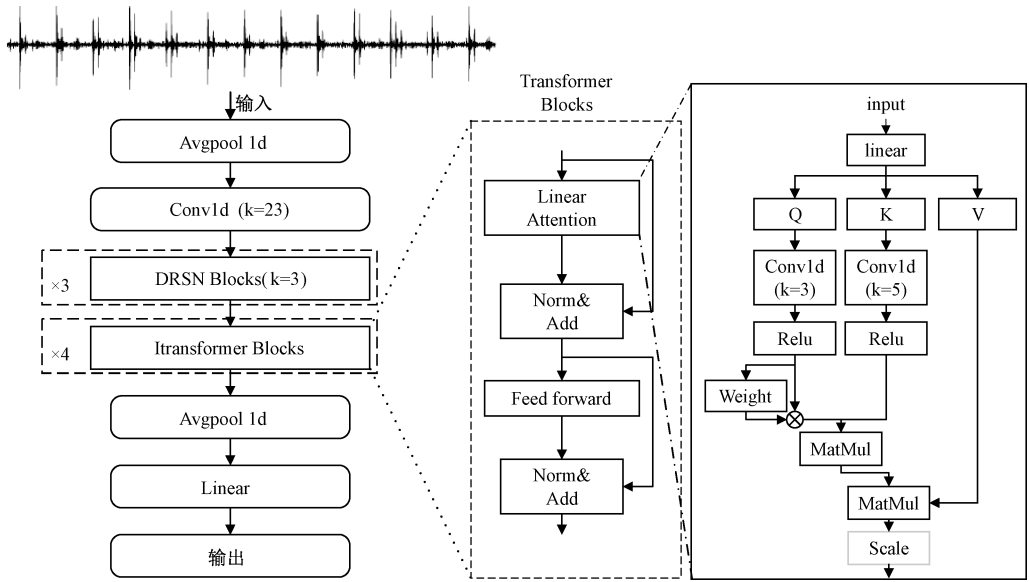 输入
Avgpool 1d
Conv1d (k=23)
×3
DRSN Blocks(k=3)
×4
Itransformer Blocks
Avgpool 1d
Linear
输出
Transformer
Blocks
Linear
Attention
Norm&
Add
Feed forward
Norm&
Add
input
linear
Q
K
V
Conv1d
(k=3)
Conv1d
(k=5)
Relu
Relu
Weight
MatMul
MatMul
Scale